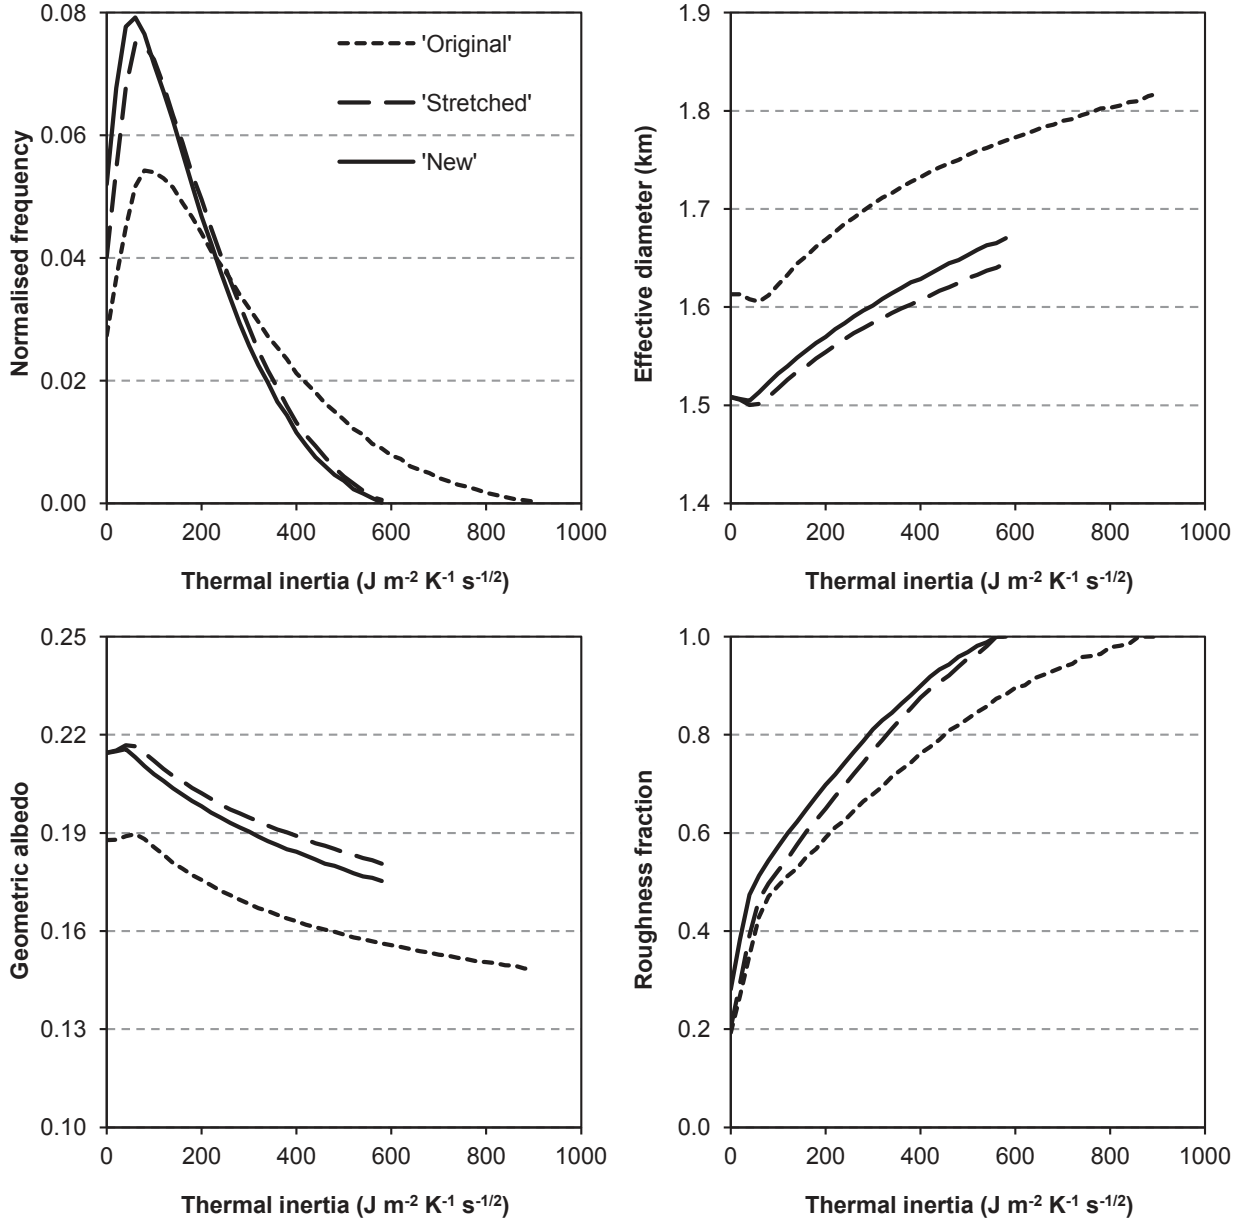 0.08
0.06
0.04
0.02
0.00
Normalised frequency
'Original'
'Stretched'
'New'
0 200 400 600 800 1000
Thermal inertia (J m-2 K-1 s-1/2)
1.9
1.8
1.7
1.6
1.5
1.4
Effective diameter (km)
0 200 400 600 800 1000
Thermal inertia (J m-2 K-1 s-1/2)
0.25
0.22
0.19
0.16
0.13
0.10
Geometric albedo
0 200 400 600 800 1000
Thermal inertia (J m-2 K-1 s-1/2)
1.0
0.8
0.6
0.4
0.2
0.0
Roughness fraction
0 200 400 600 800 1000
Thermal inertia (J m-2 K-1 s-1/2)